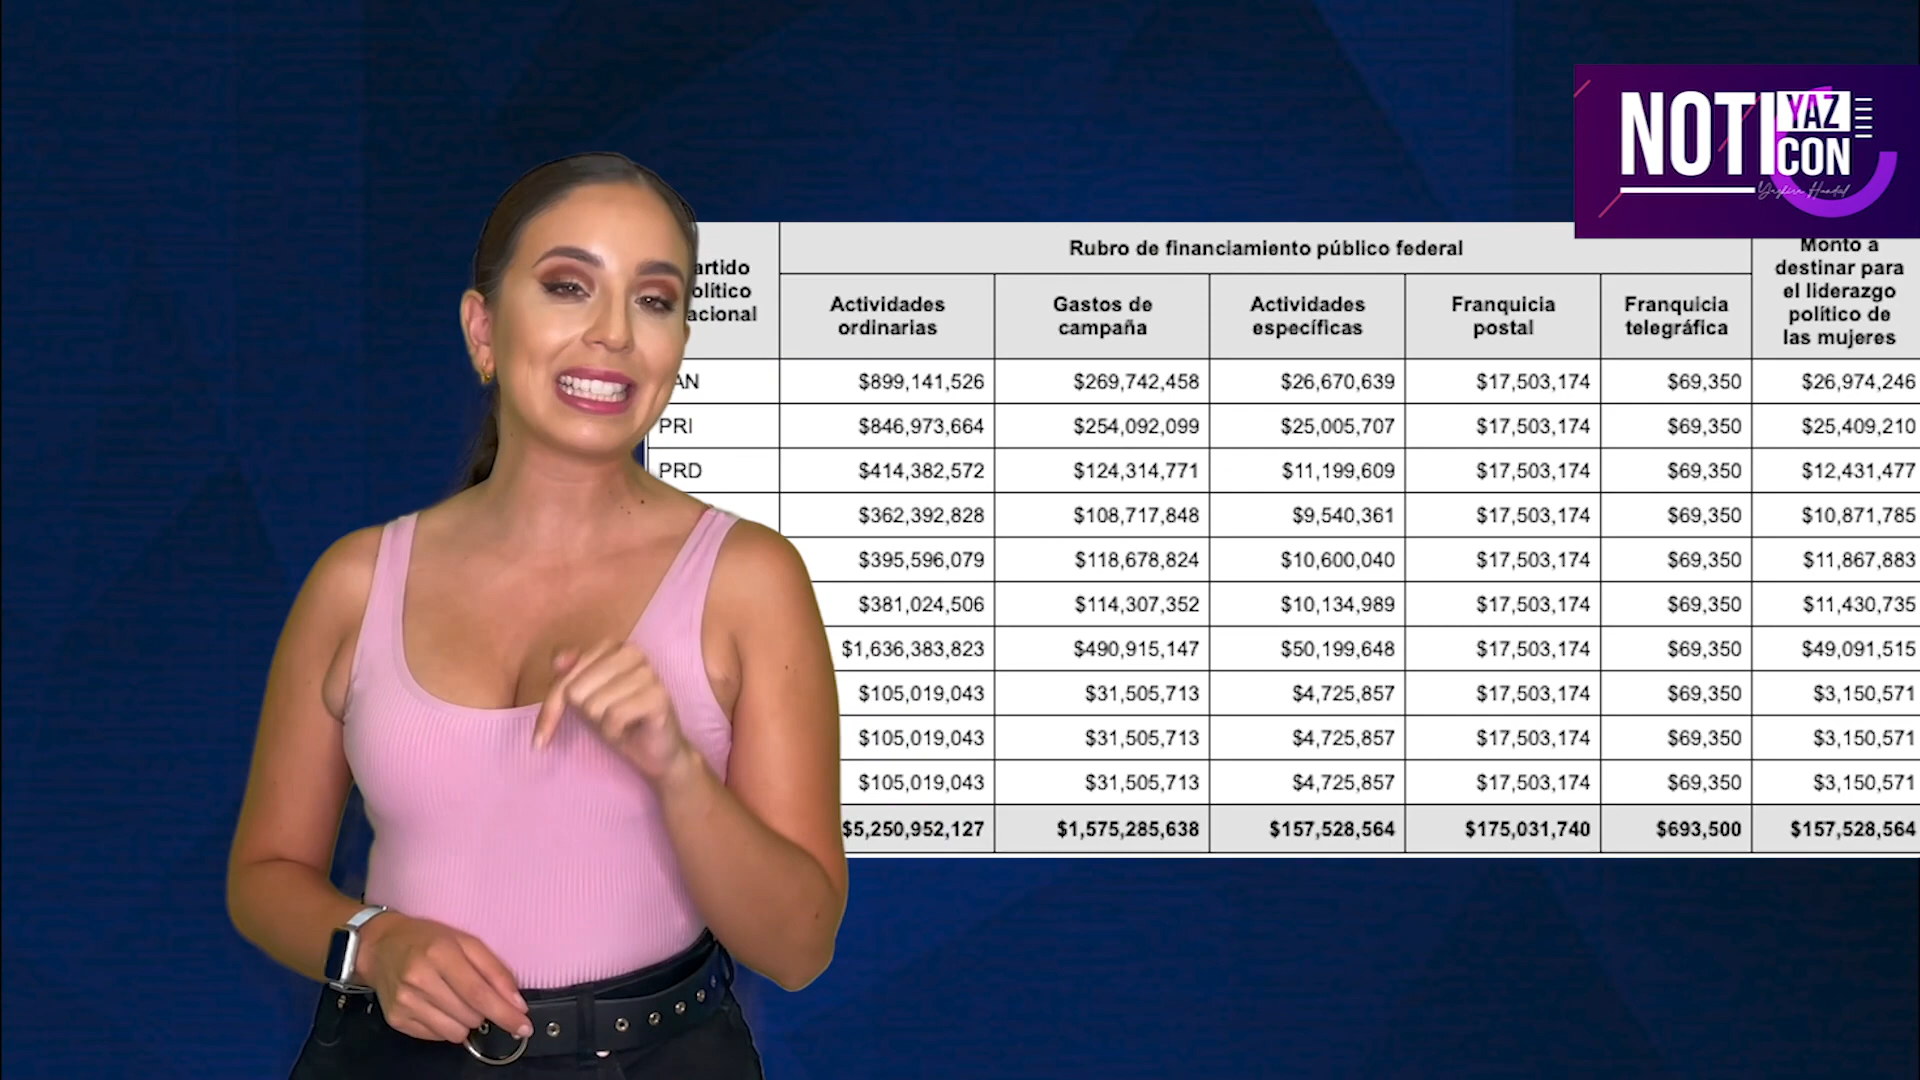 NOTI YAZ
CON
Rubro de financiamiento público federal
Monto a
destinar para
el liderazgo
político de
las mujeres
artido
olítico
acional
Actividades
ordinarias
Gastos de
campaña
Actividades
específicas
Franquicia
postal
Franquicia
telegráfica
AN $899,141,526 $269,742,458 $26,670,639 $17,503,174 $69,350 $26,974,246
PRI $846,973,664 $254,092,099 $25,005,707 $17,503,174 $69,350 $25,409,210
PRD $414,382,572 $124,314,771 $11,199,609 $17,503,174 $69,350 $12,431,477
$362,392,828 $108,717,848 $9,540,361 $17,503,174 $69,350 $10,871,785
$395,596,079 $118,678,824 $10,600,040 $17,503,174 $69,350 $11,867,883
$381,024,506 $114,307,352 $10,134,989 $17,503,174 $69,350 $11,430,735
$1,636,383,823 $490,915,147 $50,199,648 $17,503,174 $69,350 $49,091,515
$105,019,043 $31,505,713 $4,725,857 $17,503,174 $69,350 $3,150,571
$105,019,043 $31,505,713 $4,725,857 $17,503,174 $69,350 $3,150,571
$105,019,043 $31,505,713 $4,725,857 $17,503,174 $69,350 $3,150,571
$5,250,952,127 $1,575,285,638 $157,528,564 $175,031,740 $693,500 $157,528,564